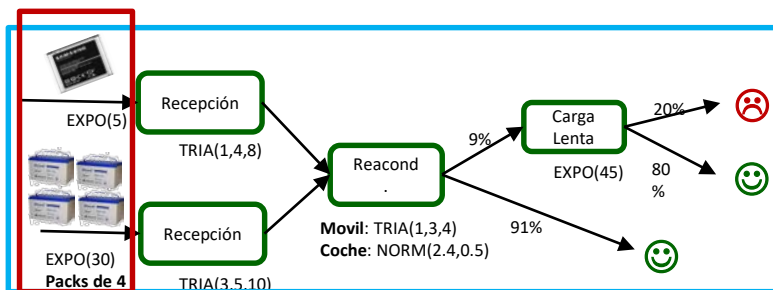 SAMSUNG
EXPO(5)
Recepción
TRIA(1,4,8)
EXPO(30)
Packs de 4
Recepción
TRIA(3,5,10)
Reacond
.
Movil: TRIA(1,3,4)
Coche: NORM(2.4,0.5)
9%
91%
Carga
Lenta
EXPO(45)
20%
80
%